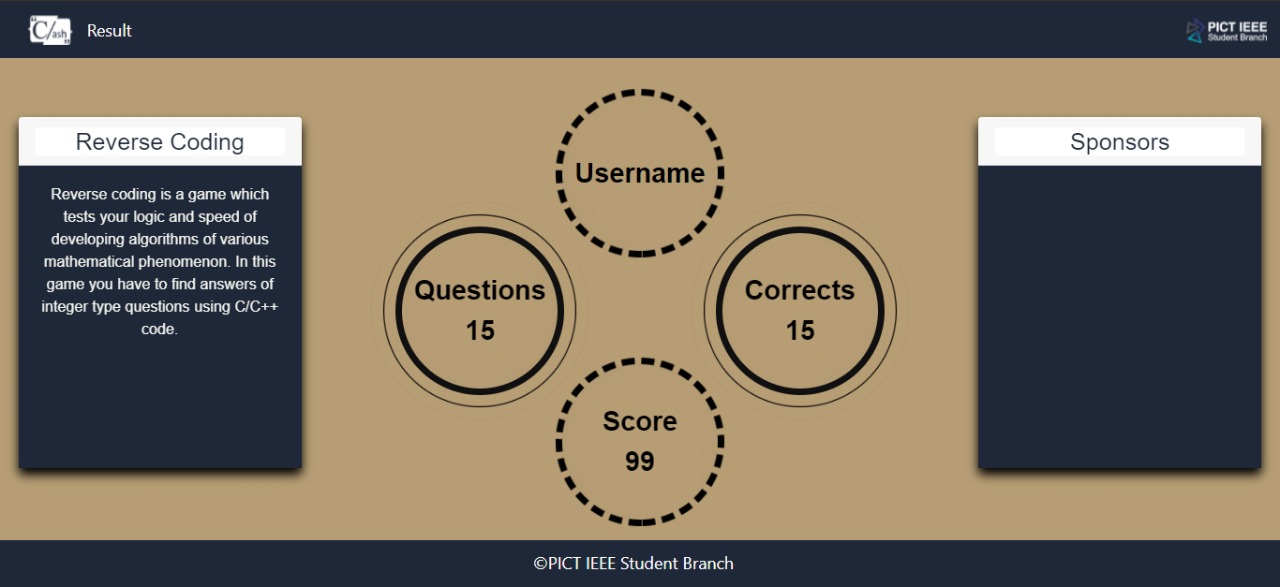 "C/ash"
Result
PICT IEEE
Student Branch
Reverse Coding
Reverse coding is a game which
tests your logic and speed of
developing algorithms of various
mathematical phenomenon. In this
game you have to find answers of
integer type questions using C/C++
code.
Username
Questions
15
Corrects
15
Score
99
Sponsors
©PICT IEEE Student Branch